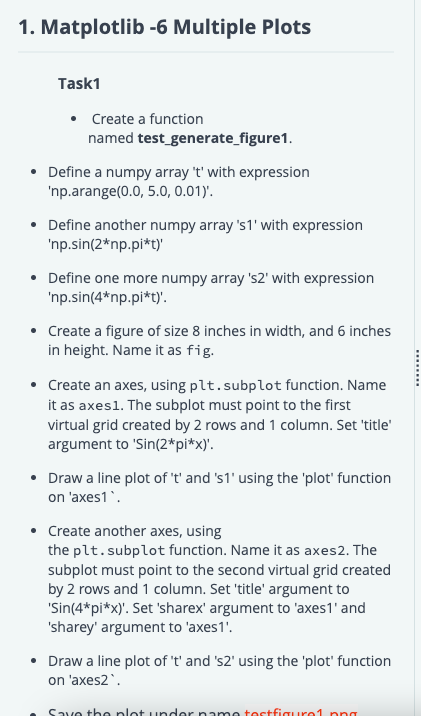 1. Matplotlib -6 Multiple Plots
Task1
• Create a function
named test_generate_figure1.
• Define a numpy array 't' with expression
'np.arange(0.0, 5.0, 0.01)'.
• Define another numpy array 's1' with expression
'np.sin(2*np.pi*t)'
• Define one more numpy array 's2' with expression
'np.sin(4*np.pi*t)'.
• Create a figure of size 8 inches in width, and 6 inches
in height. Name it as fig.
• Create an axes, using plt.subplot function. Name
it as axes1. The subplot must point to the first
virtual grid created by 2 rows and 1 column. Set 'title'
argument to 'Sin(2*pi*x)'.
• Draw a line plot of 't' and 's1' using the 'plot' function
on 'axes1`.
• Create another axes, using
the plt.subplot function. Name it as axes2. The
subplot must point to the second virtual grid created
by 2 rows and 1 column. Set 'title' argument to
'Sin(4*pi*x)'. Set 'sharex' argument to 'axes1' and
'sharey' argument to 'axes1'.
• Draw a line plot of 't' and 's2' using the 'plot' function
on 'axes2`.
• Save the plot under name testfigure1.png